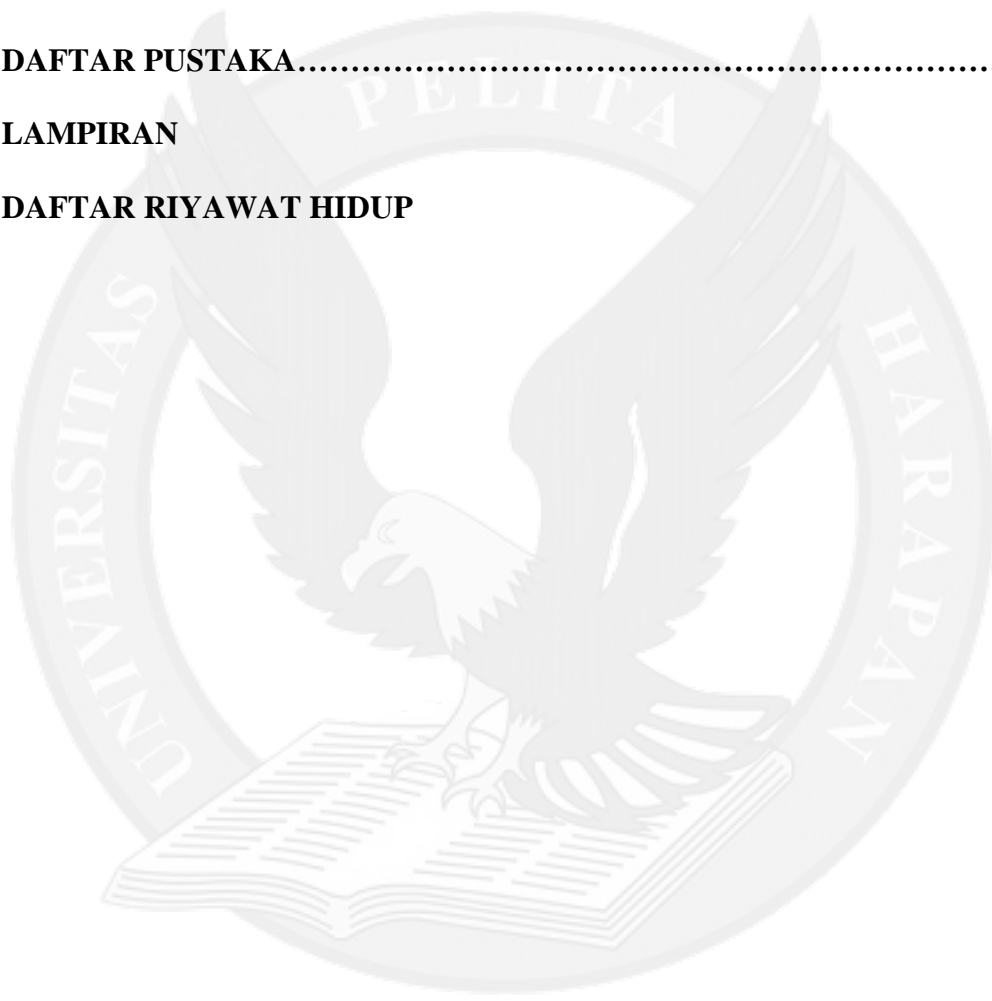 DAFTAR PUSTAKA…………………………………………………………
LAMPIRAN
DAFTAR RIYAWAT HIDUP
UNIVERSITAS PELITA HARAPAN